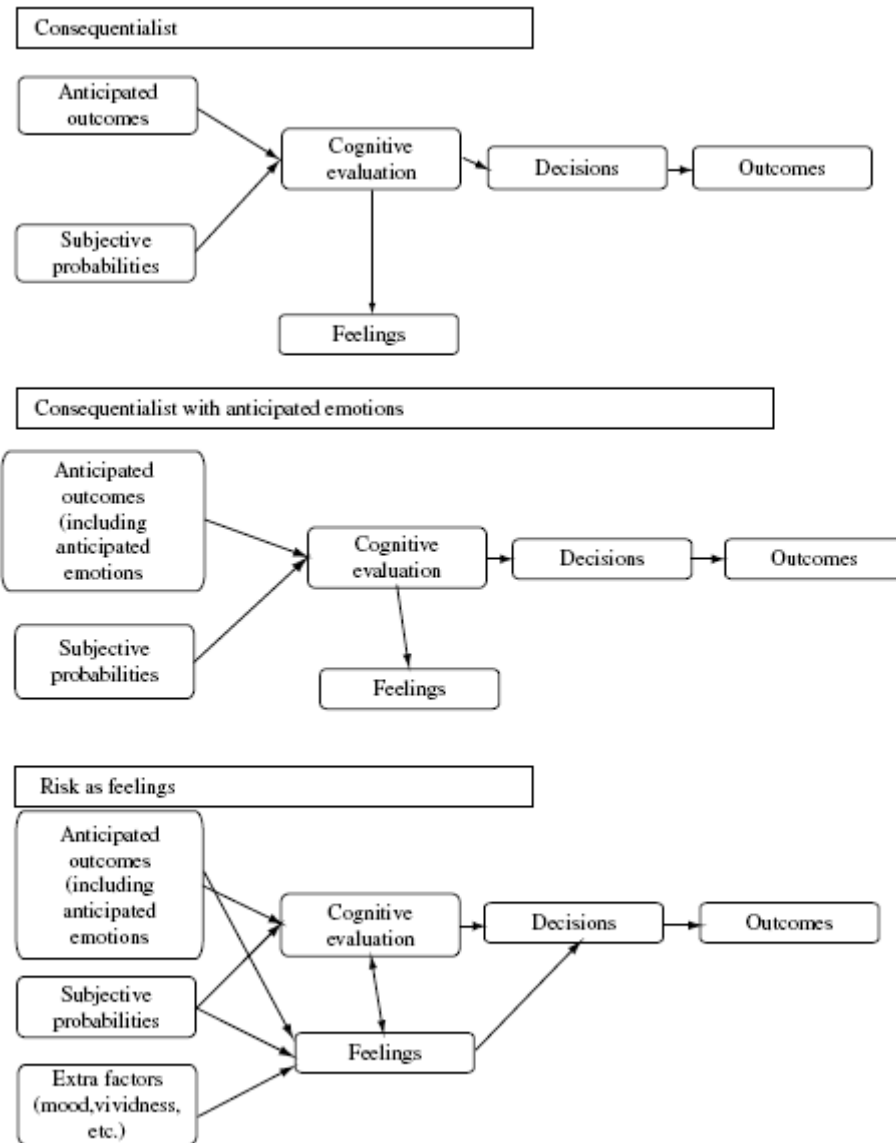 Consequentialist
Anticipated
outcomes
Cognitive
evaluation
Decisions
Outcomes
Subjective
probabilities
Feelings
Consequentialist with anticipated emotions
Anticipated
outcomes
(including
anticipated
emotions
Cognitive
evaluation
Decisions
Outcomes
Subjective
probabilities
Feelings
Risk as feelings
Anticipated
outcomes
(including
anticipated
emotions
Cognitive
evaluation
Decisions
Outcomes
Subjective
probabilities
Feelings
Extra factors
(mood,vividness,
etc.)